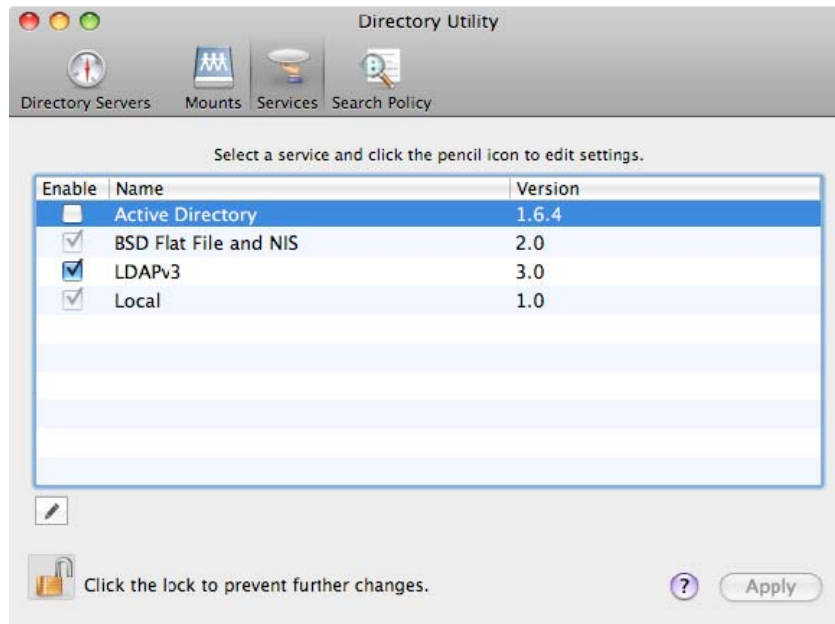 Directory Utility
Directory Servers Mounts Services Search Policy
Select a service and click the pencil icon to edit settings.
Enable Name Version
Active Directory 1.6.4
BSD Flat File and NIS 2.0
LDAPv3 3.0
Local 1.0
Click the lock to prevent further changes.
? Apply